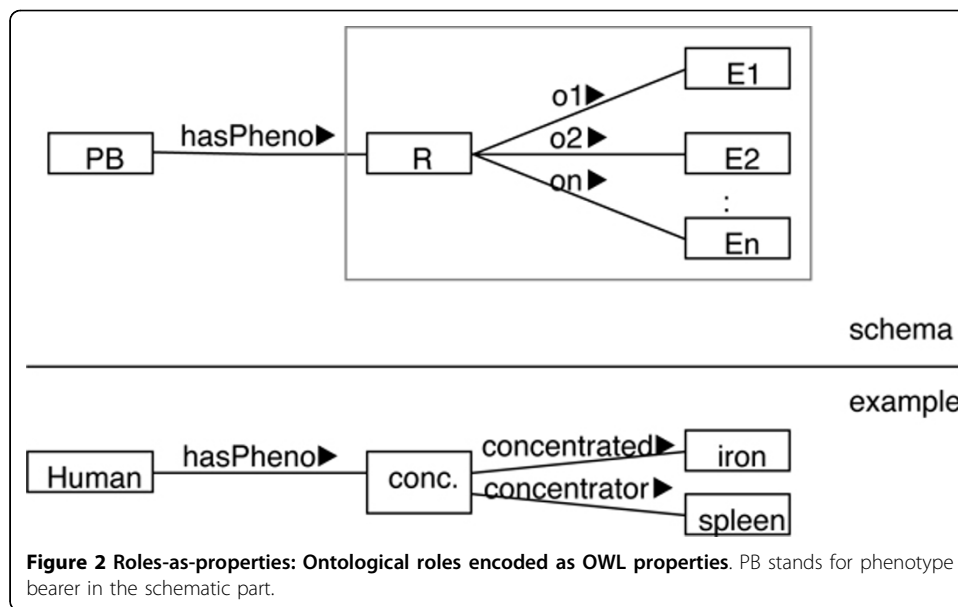 E1
o1▶
hasPheno▶
o2▶
PB
R
E2
on▶
:
En
schema
example
hasPheno▶
concentrated▶
iron
Human
conc.
concentrator▶
spleen
Figure 2 Roles-as-properties: Ontological roles encoded as OWL properties. PB stands for phenotype
bearer in the schematic part.